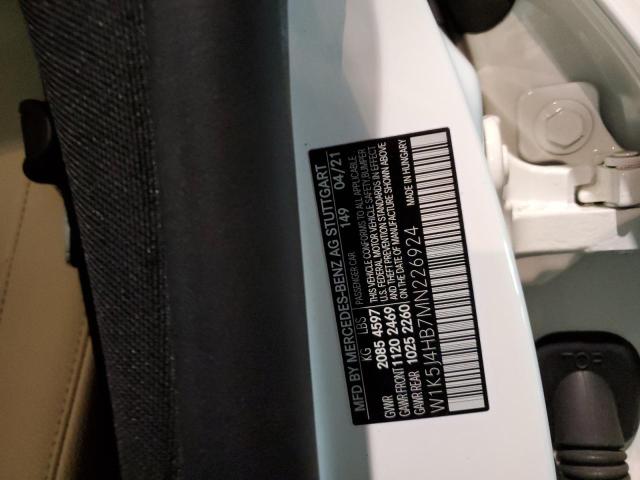 MFD BY MERCEDES-BENZ AG STUTTGART
PASSENGER CAR 149 04/21
KG LBS
GVWR 2085 4597
GAWR FRONT 1120 2469
GAWR REAR 1025 2260
THIS VEHICLE CONFORMS TO ALL APPLICABLE
U.S. FEDERAL MOTOR VEHICLE SAFETY, BUMPER
AND THEFT PREVENTION STANDARDS IN EFFECT
ON THE DATE OF MANUFACTURE SHOWN ABOVE
MADE IN HUNGARY
W1K5J4HB7MN226924
TOP